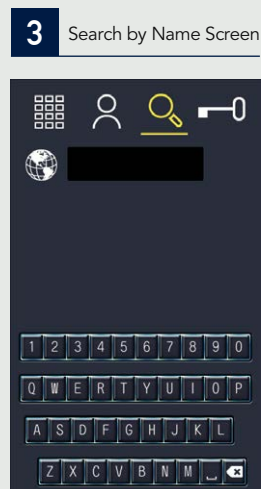 3 Search by Name Screen
1 2 3 4 5 6 7 8 9 0
Q W E R T Y U I O P
A S D F G H J K L
Z X C V B N M